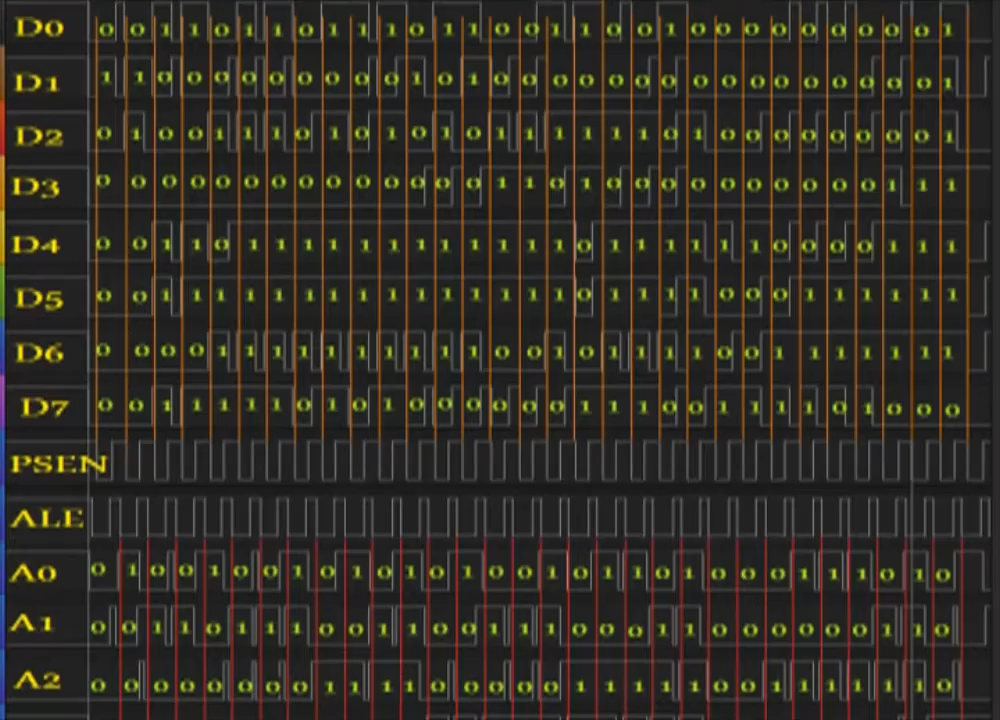 D0 0 0 1 1 0 1 1 0 1 1 1 0 1 1 0 0 1 1 0 0 1 0 0 0 0 0 0 0 0 0 1
D1 1 1 0 0 0 0 0 0 0 0 0 1 0 1 0 0 0 0 0 0 0 0 0 0 0 0 0 0 0 0 1
D2 0 1 0 0 1 1 1 0 1 0 1 0 1 0 1 1 1 1 1 1 0 1 0 0 0 0 0 0 0 0 1
D3 0 0 0 0 0 0 0 0 0 0 0 0 0 0 1 1 0 1 0 0 0 0 0 0 0 0 0 0 1 1 1
D4 0 0 1 1 0 1 1 1 1 1 1 1 1 1 1 1 1 0 1 1 1 1 1 1 0 0 0 0 1 1 1
D5 0 0 1 1 1 1 1 1 1 1 1 1 1 1 1 1 1 0 1 1 1 1 0 0 0 1 1 1 1 1 1
D6 0 0 0 0 1 1 1 1 1 1 1 1 1 1 0 0 1 0 1 1 1 1 0 0 1 1 1 1 1 1 1
D7 0 0 1 1 1 1 1 0 1 0 1 0 0 0 0 0 0 1 1 1 0 0 1 1 1 1 0 1 0 0 0
PSEN
ALE
A0 0 1 0 0 1 0 0 1 0 1 0 1 0 1 0 0 1 0 1 1 0 1 0 0 0 1 1 1 0 1 0
A1 0 0 1 1 0 1 1 1 0 0 1 1 0 0 1 1 1 0 0 0 1 1 0 0 0 0 0 0 1 1 0
A2 0 0 0 0 0 0 0 0 1 1 1 1 0 0 0 0 0 1 1 1 1 1 0 0 1 1 1 1 1 1 0